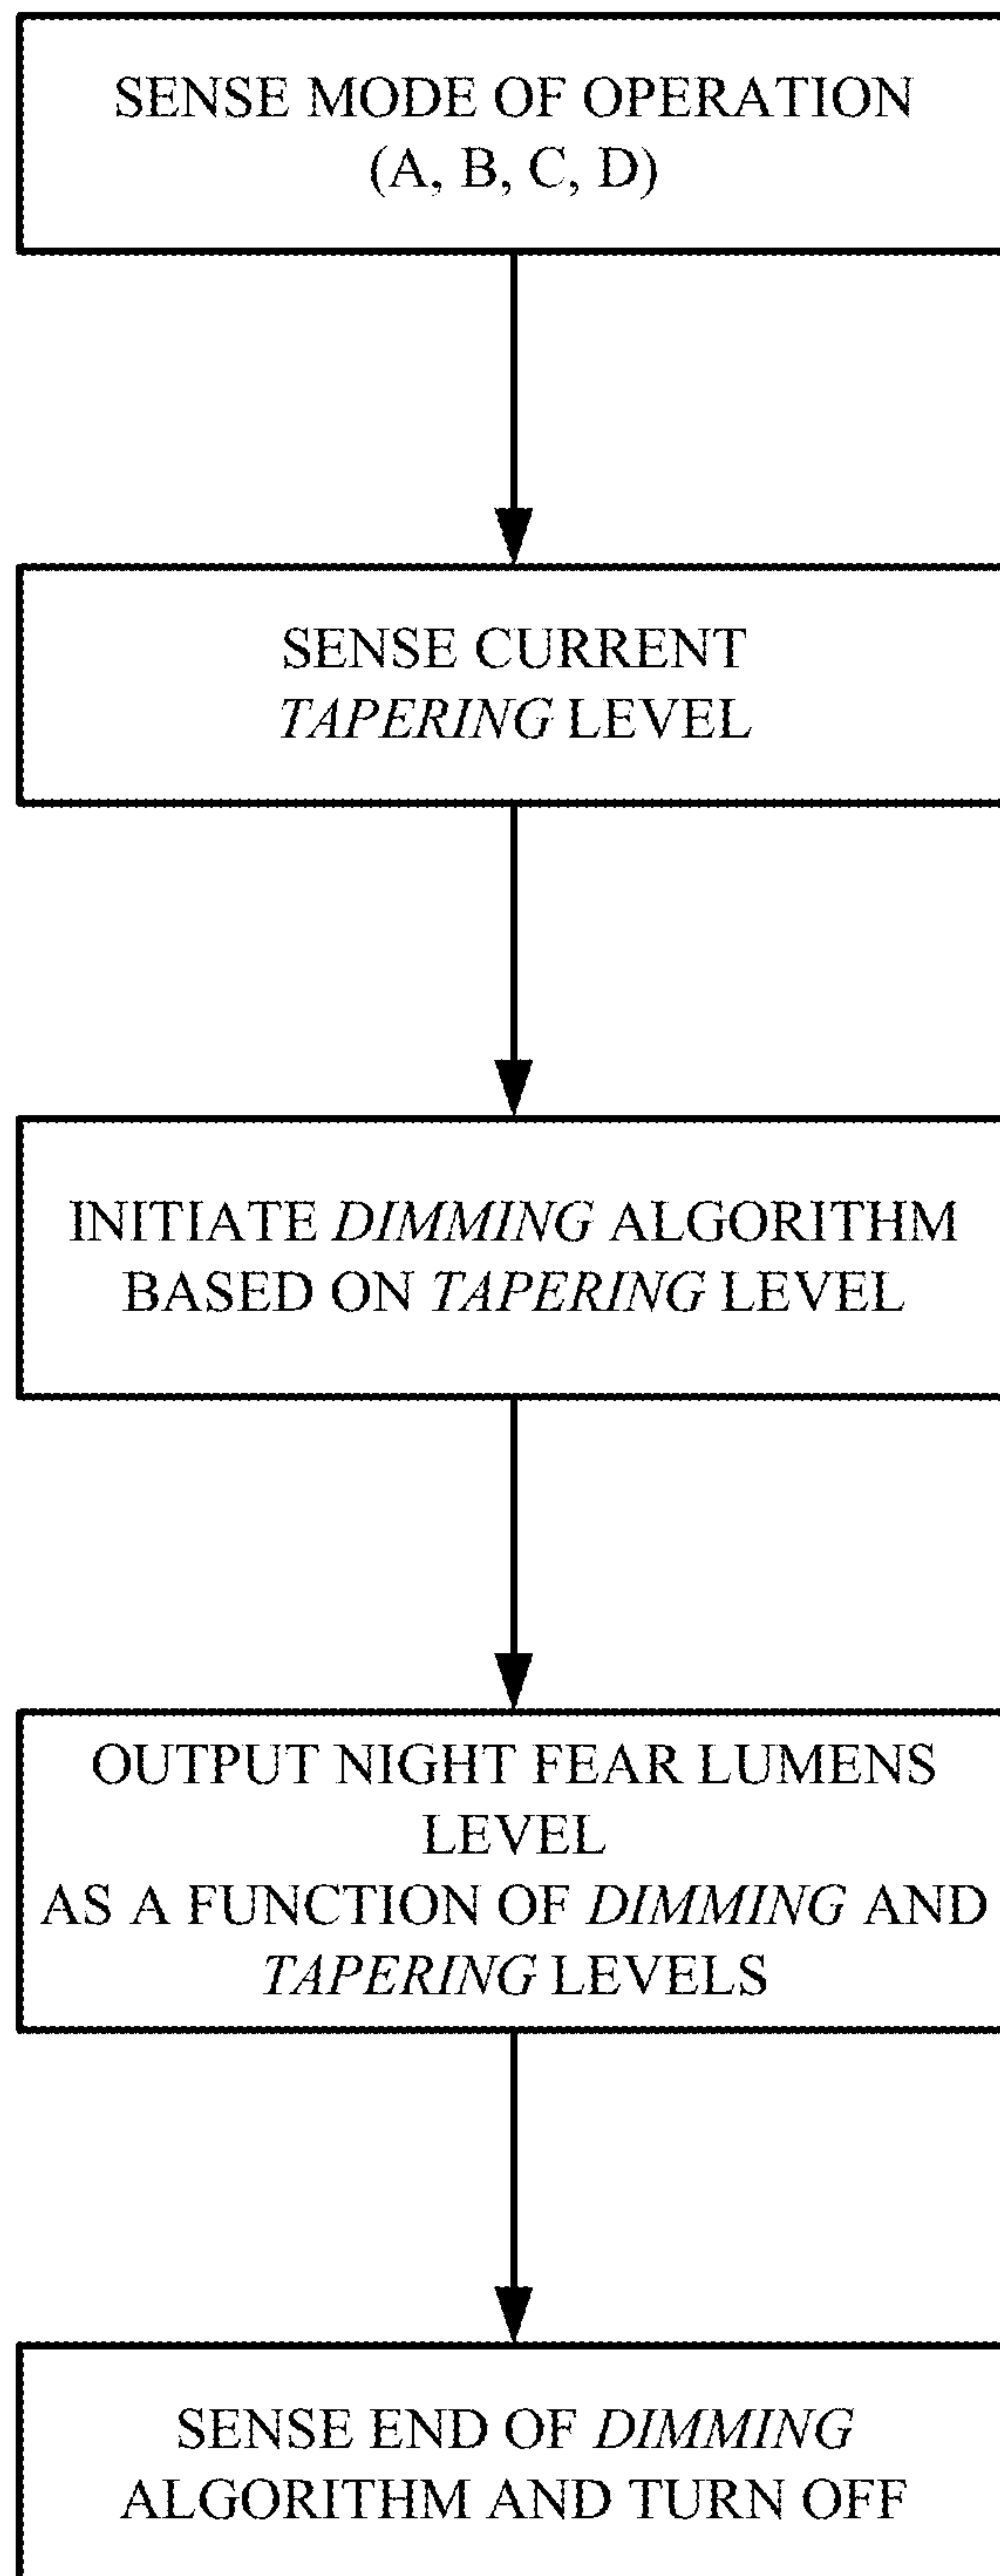 SENSE MODE OF OPERATION
(A, B, C, D)
SENSE CURRENT
TAPERING LEVEL
INITIATE DIMMING ALGORITHM
BASED ON TAPERING LEVEL
OUTPUT NIGHT FEAR LUMENS
LEVEL
AS A FUNCTION OF DIMMING AND
TAPERING LEVELS
SENSE END OF DIMMING
ALGORITHM AND TURN OFF